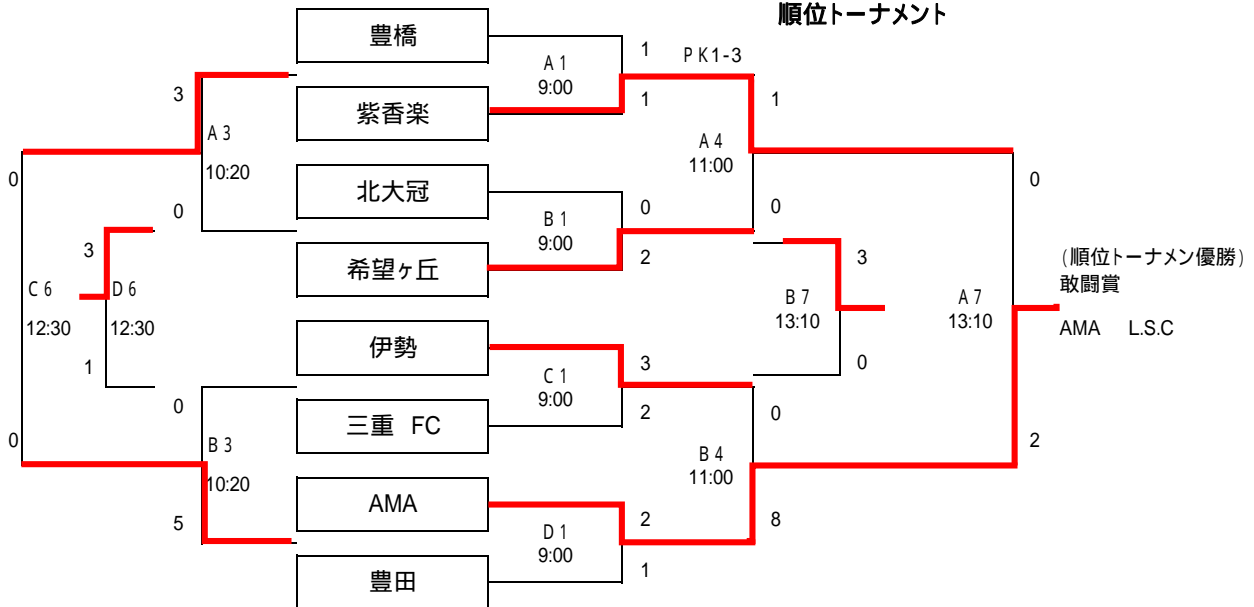 順位トーナメント
豊橋
1
PK1-3
A1
9:00
3
紫香楽
1
1
A3
10:20
A4
11:00
0
北大冠
0
0
0
B1
9:00
0
3
希望ヶ丘
2
3
(順位トーナメン優勝)
敢闘賞
C6
12:30
D6
12:30
B7
13:10
A7
13:10
AMA L.S.C
伊勢
3
1
0
C1
9:00
0
三重 FC
2
0
0
2
B3
10:20
B4
11:00
AMA
5
2
8
D1
9:00
1
豊田